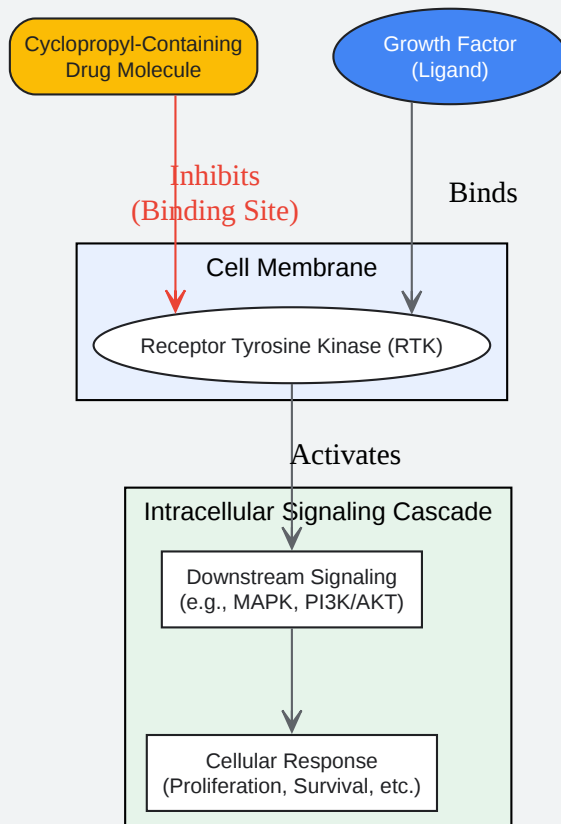 Cyclopropyl-Containing
Drug Molecule
Growth Factor
(Ligand)
Inhibits
(Binding Site)
Binds
Cell Membrane
Receptor Tyrosine Kinase (RTK)
Activates
Intracellular Signaling Cascade
Downstream Signaling
(e.g., MAPK, PI3K/AKT)
Cellular Response
(Proliferation, Survival, etc.)